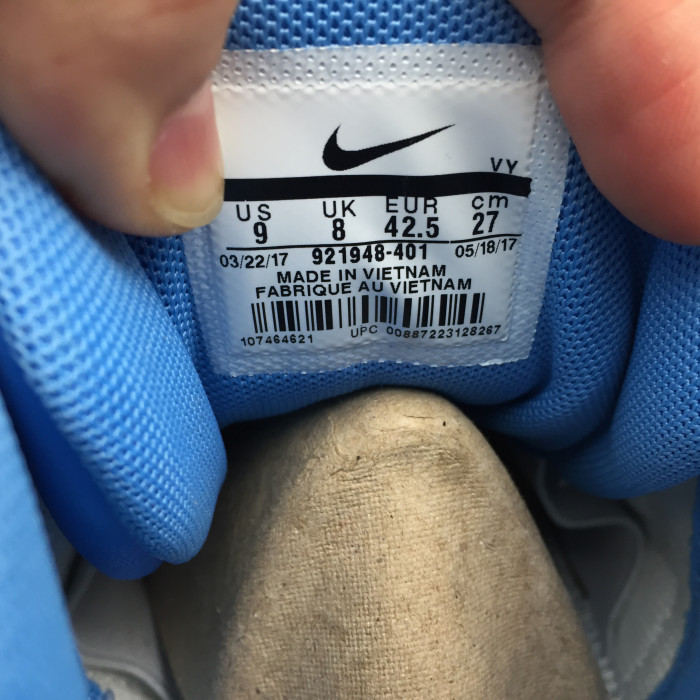 VY
US UK EUR cm
9 8 42.5 27
03/22/17 921948-401 05/18/17
MADE IN VIETNAM
FABRIQUE AU VIETNAM
107464621 UPC 00887223128267